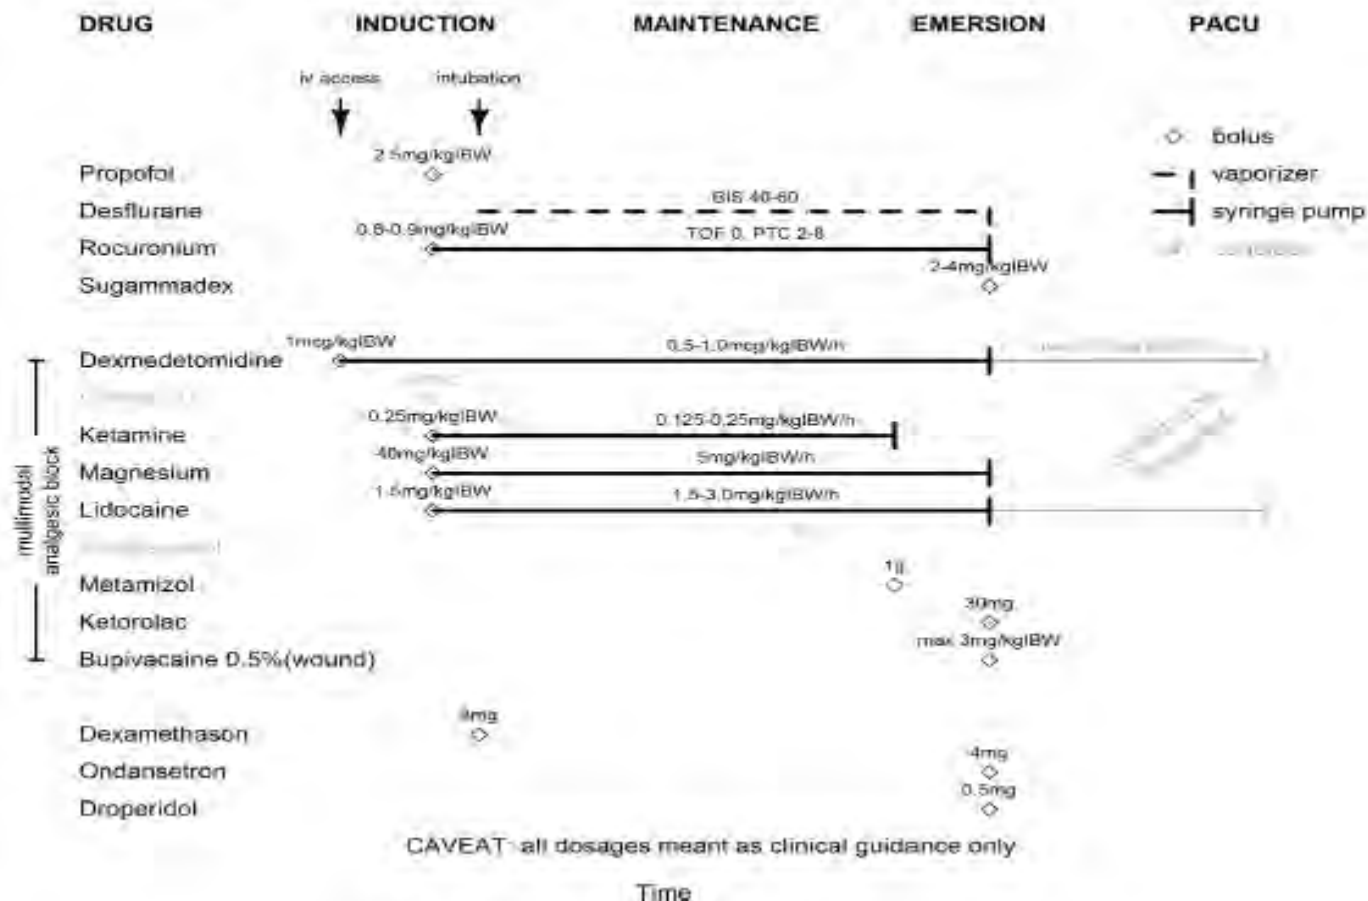 DRUG INDUCTION MAINTENANCE EMERSION PACU
iv access intubation
bolus
2.5mg/kgIBW
Propofol
vaporizer
BIS 40-60
Desflurane
syringe pump
0.8-0.9mg/kgIBW TOF 0, PTC 2-8
Rocuronium
2-4mg/kgIBW
Sugammadex
1mcg/kgIBW 0.5-1.0mcg/kgIBW/h
Dexmedetomidine
0.25mg/kgIBW 0.125-0.25mg/kgIBW/h
Ketamine
40mg/kgIBW 5mg/kgIBW/h
Magnesium
1.5mg/kgIBW 1.5-3.0mg/kgIBW/h
Lidocaine
multimodal
analgesic block
1g
Metamizol
30mg
Ketorolac
max 3mg/kgIBW
Bupivacaine 0.5%(wound)
Dexamethason
4mg
Ondansetron
0.5mg
Droperidol
CAVEAT: all dosages meant as clinical guidance only
Time